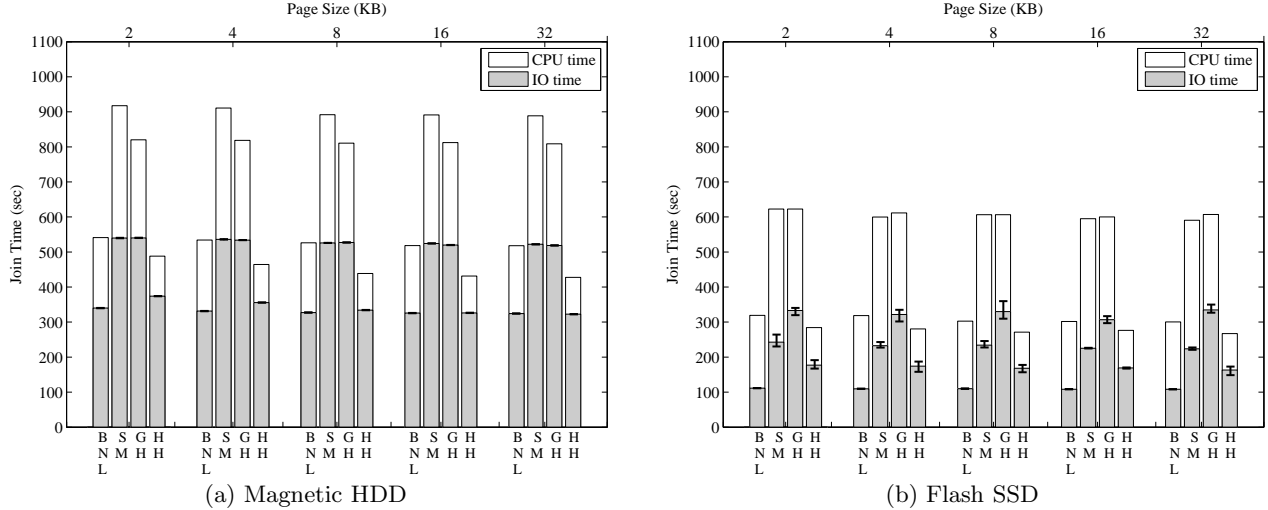 Page Size (KB)
2 4 8 16 32
1100
1000
900
800
700
600
500
400
300
200
100
0
Join Time (sec)
CPU time
IO time
B S G H B S G H B S G H B S G H B S G H
N M H H N M H H N M H H N M H H N M H H
L L L L L
(a) Magnetic HDD
Page Size (KB)
2 4 8 16 32
1100
1000
900
800
700
600
500
400
300
200
100
0
Join Time (sec)
CPU time
IO time
B S G H B S G H B S G H B S G H B S G H
N M H H N M H H N M H H N M H H N M H H
L L L L L
(b) Flash SSD